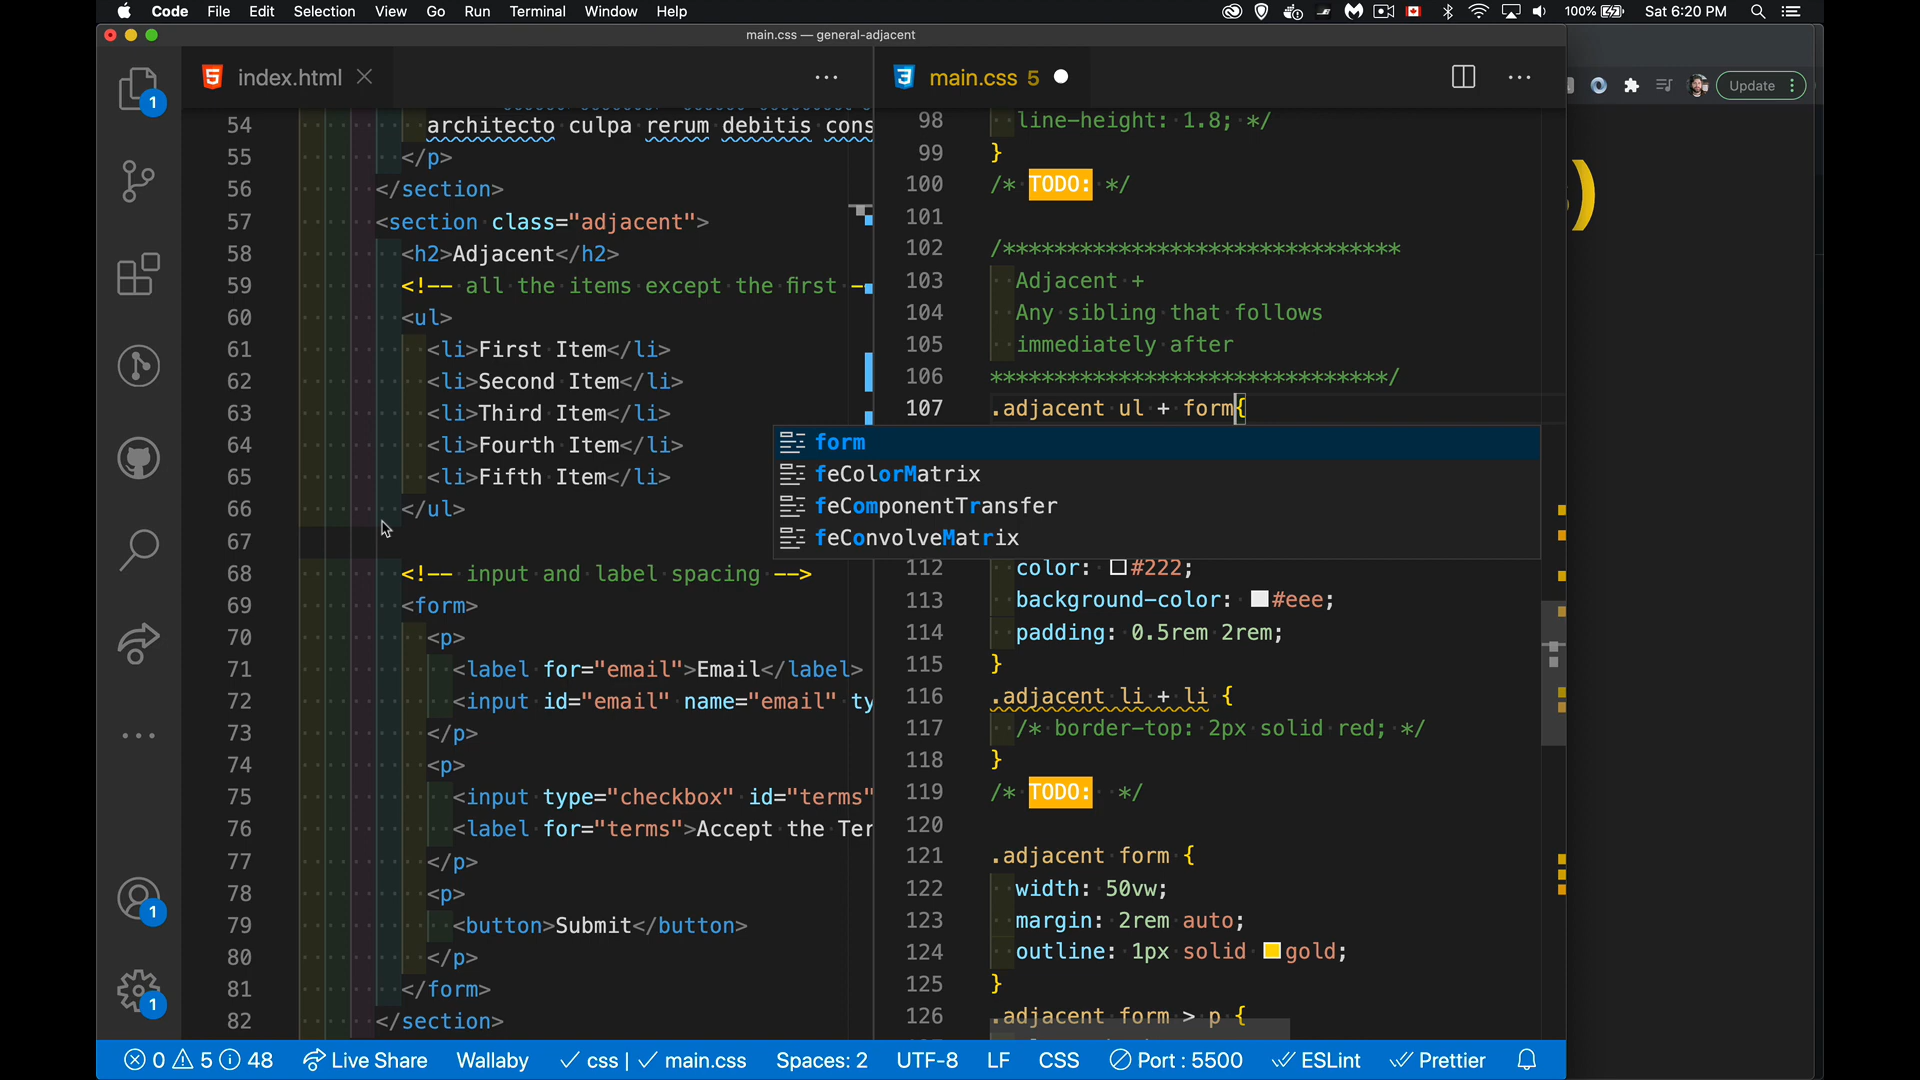 Code File Edit Selection View Go Run Terminal Window Help 100% Sat 6:20 PM
main.css — general-adjacent
index.html
main.css 5
Update
54 architecto culpa rerum debitis cons
55 </p>
56 </section>
57 <section class="adjacent">
58 <h2>Adjacent</h2>
59 <!-- all the items except the first
60 <ul>
61 <li>First Item</li>
62 <li>Second Item</li>
63 <li>Third Item</li>
64 <li>Fourth Item</li>
65 <li>Fifth Item</li>
66 </ul>
67
68 <!-- input and label spacing -->
69 <form>
70 <p>
71 <label for="email">Email</label>
72 <input id="email" name="email" ty
73 </p>
74 <p>
75 <input type="checkbox" id="terms"
76 <label for="terms">Accept the Ter
77 </p>
78 <p>
79 <button>Submit</button>
80 </p>
81 </form>
82 </section>
98 line-height: 1.8; */
99 }
100 /* TODO: */
101
102 /*******************************
103 Adjacent +
104 Any sibling that follows
105 immediately after
106 *******************************/
107 .adjacent ul + form{
form
feColorMatrix
feComponentTransfer
feConvolveMatrix
112 color: #222;
113 background-color: #eee;
114 padding: 0.5rem 2rem;
115 }
116 .adjacent li + li {
117 /* border-top: 2px solid red; */
118 }
119 /* TODO: */
120
121 .adjacent form {
122 width: 50vw;
123 margin: 2rem auto;
124 outline: 1px solid gold;
125 }
126 .adjacent form > p {
)
1
1
1
0 5 48 Live Share Wallaby css | main.css Spaces: 2 UTF-8 LF CSS Port : 5500 ESLint Prettier